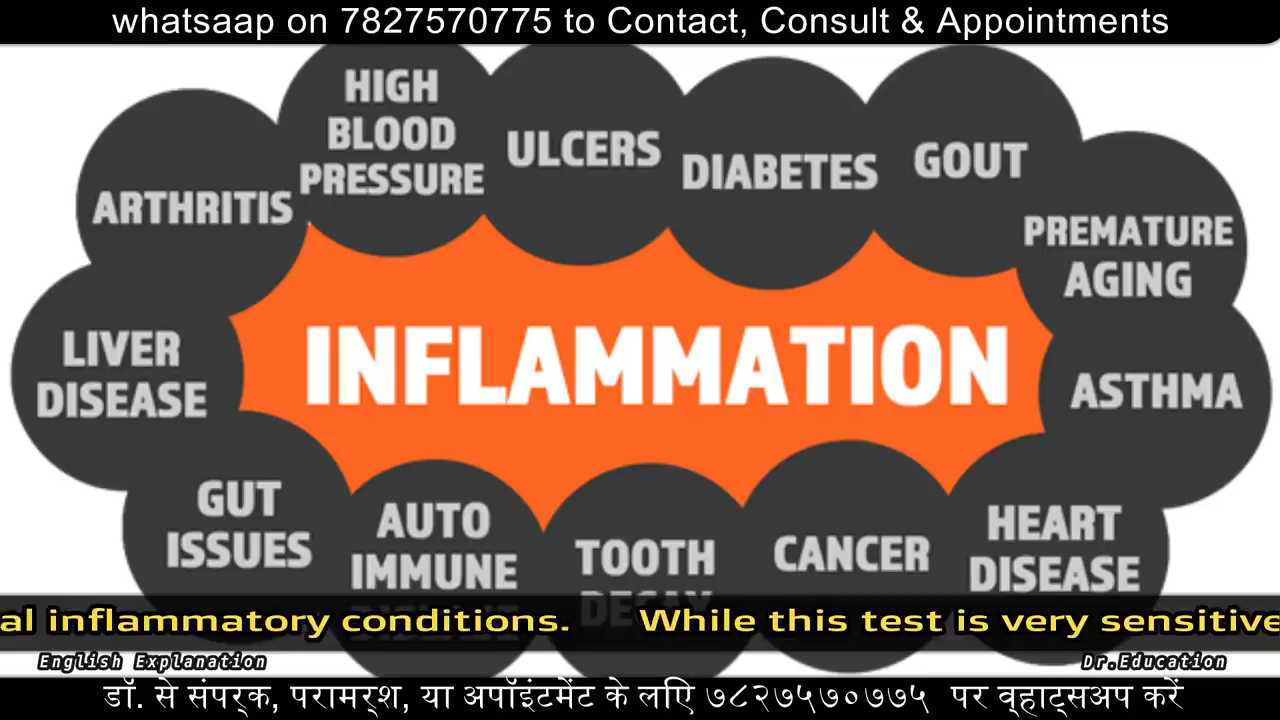 whatsaap on 7827570775 to Contact, Consult & Appointments
HIGH
BLOOD
PRESSURE
ULCERS
DIABETES
GOUT
ARTHRITIS
PREMATURE
AGING
INFLAMMATION
LIVER
DISEASE
ASTHMA
GUT
ISSUES
AUTO
IMMUNE
TOOTH
DECAY
CANCER
HEART
DISEASE
al inflammatory conditions. While this test is very sensitive
English Explanation
Dr.Education
डॉ. से संपर्क, परामर्श, या अपॉइंटमेंट के लिए ७८२७५७०७७५ पर व्हाट्सअप करें